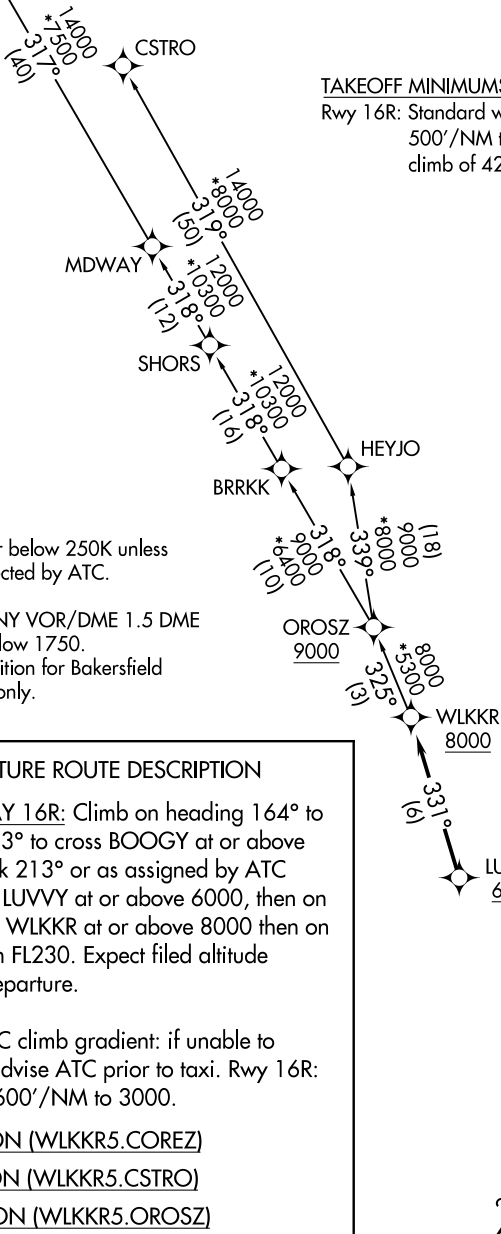 14000
*7500
317°
(40)
CSTRO
TAKEOFF MINIMUMS
Rwy 16R: Standard w
500'/NM
climb of 42
14000
*8000
319°
(50)
MDWAY
12000
*10300
318°
(12)
SHORS
12000
*10300
318°
(16)
HEYJO
BRRKK
9000
*6400
318°
(10)
(18)
9000
*8000
339°
below 250K unless
ected by ATC.
NY VOR/DME 1.5 DME
low 1750.
ition for Bakersfield
only.
OROSZ
9000
8000
*5300
325°
(3)
WLKKR
8000
331°
(6)
LU
6
TURE ROUTE DESCRIPTION
AY 16R: Climb on heading 164° to
3° to cross BOOGY at or above
k 213° or as assigned by ATC
LUVVY at or above 6000, then on
WLKKR at or above 8000 then on
n FL230. Expect filed altitude
eparture.
C climb gradient: if unable to
dvise ATC prior to taxi. Rwy 16R:
600'/NM to 3000.
ON (WLKKR5.COREZ)
ON (WLKKR5.CSTRO)
ON (WLKKR5.OROSZ)